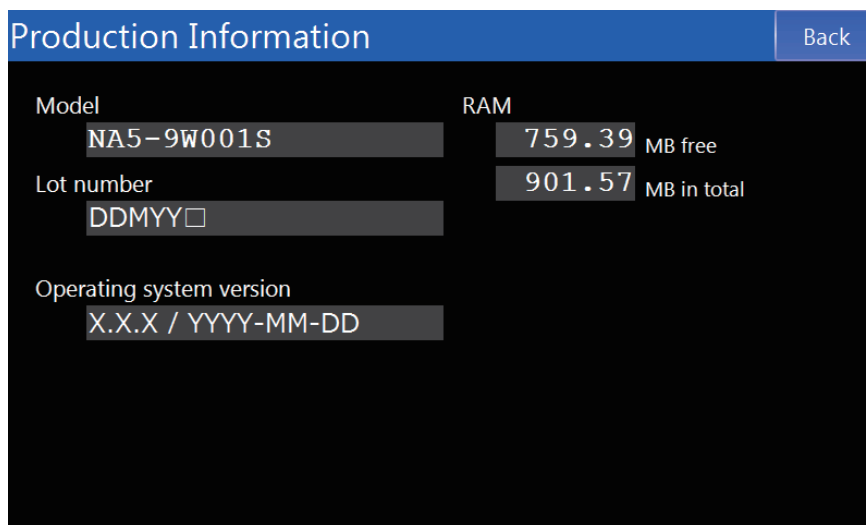 Production Information
Back
Model
NA5-9W001S
Lot number
DDMYY□
Operating system version
X.X.X / YYYY-MM-DD
RAM
759.39 MB free
901.57 MB in total